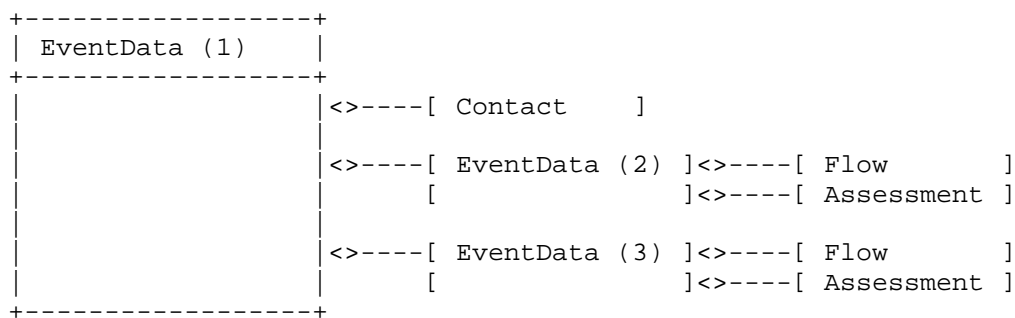 +------------------+
| EventData (1)    |
+------------------+
|                  |<>----[ Contact    ]
|                  |
|                  |<>----[ EventData (2) ]<>----[ Flow       ]
|                  |      [               ]<>----[ Assessment ]
|                  |
|                  |<>----[ EventData (3) ]<>----[ Flow       ]
|                  |      [               ]<>----[ Assessment ]
+------------------+